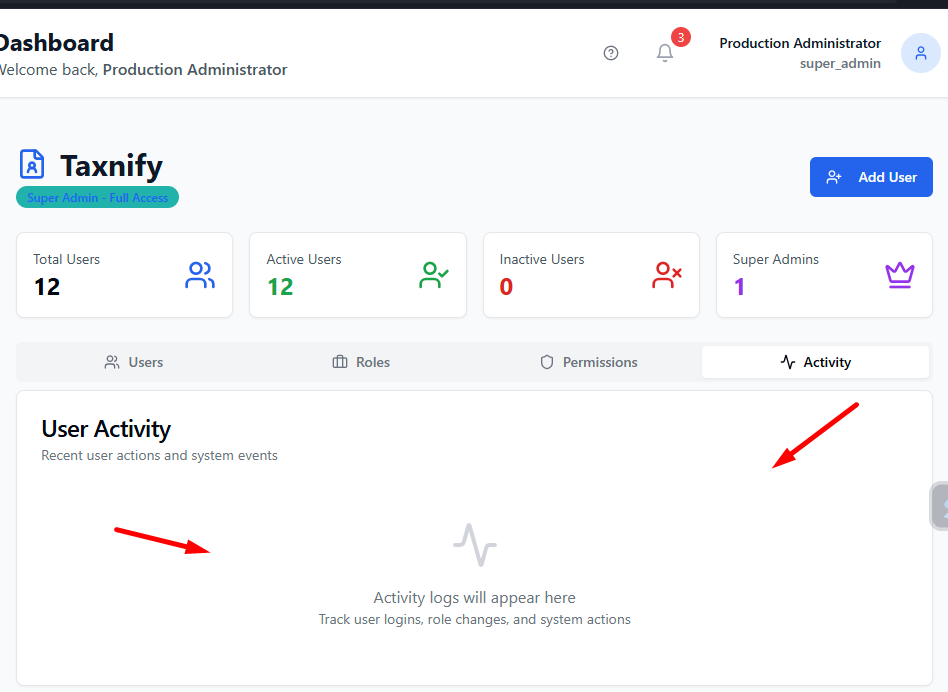 Dashboard
Welcome back, Production Administrator
3
Production Administrator
super_admin
Taxnify
Super Admin - Full Access
Add User
Total Users
12
Active Users
12
Inactive Users
0
Super Admins
1
Users
Roles
Permissions
Activity
User Activity
Recent user actions and system events
Activity logs will appear here
Track user logins, role changes, and system actions